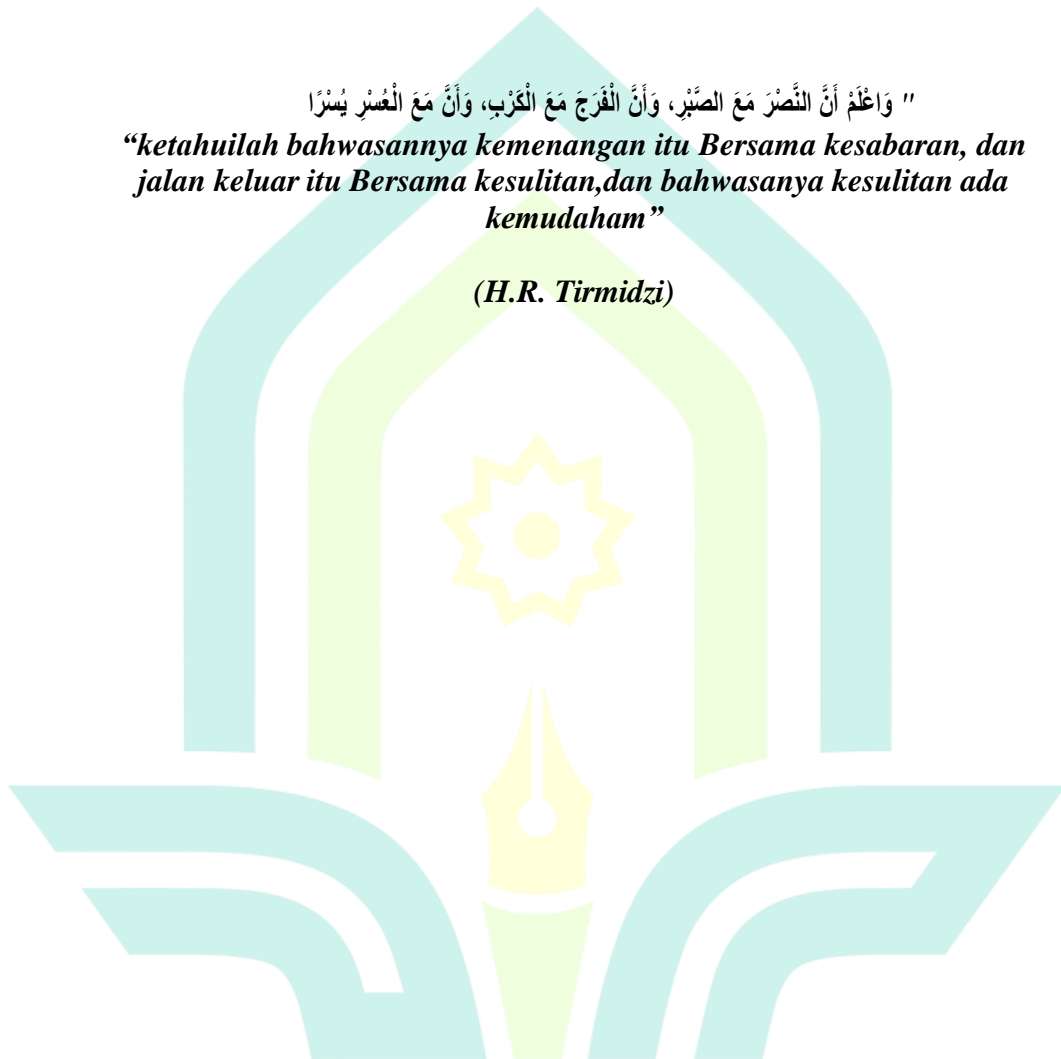 " وَاعْلَمْ أَنَّ النَّصْرَ مَعَ الصَّبْرِ، وَأَنَّ الْفَرَجَ مَعَ الْكَرْبِ، وَأَنَّ مَعَ الْعُسْرِ يُسْرًا
“ketahuilah bahwasannya kemenangan itu Bersama kesabaran, dan
jalan keluar itu Bersama kesulitan,dan bahwasanya kesulitan ada
kemudaham”
(H.R. Tirmidzi)